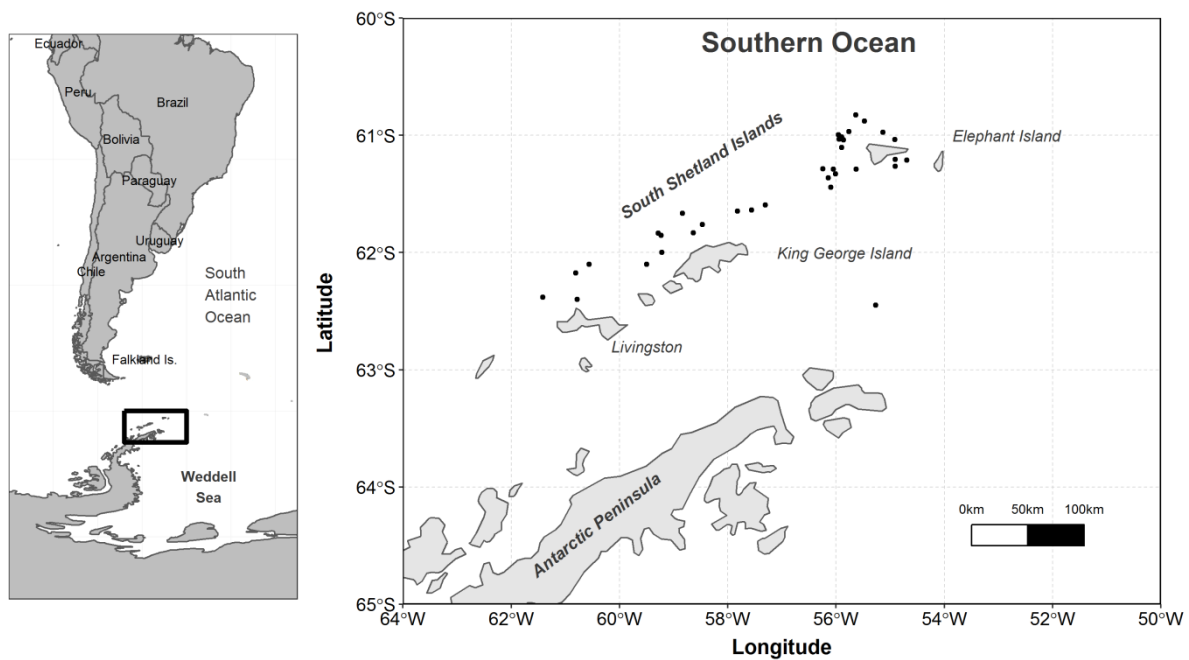 Ecuador
Peru
Brazil
Bolivia
Paraguay
Uruguay
Argentina
Chile
South
Atlantic
Ocean
Falkland Is.
Weddell
Sea
60°S
61°S
62°S
63°S
64°S
65°S
Latitude
Southern Ocean
South Shetland Islands
Elephant Island
King George Island
Livingston
Antarctic Peninsula
0km 50km 100km
64°W 62°W 60°W 58°W 56°W 54°W 52°W 50°W
Longitude